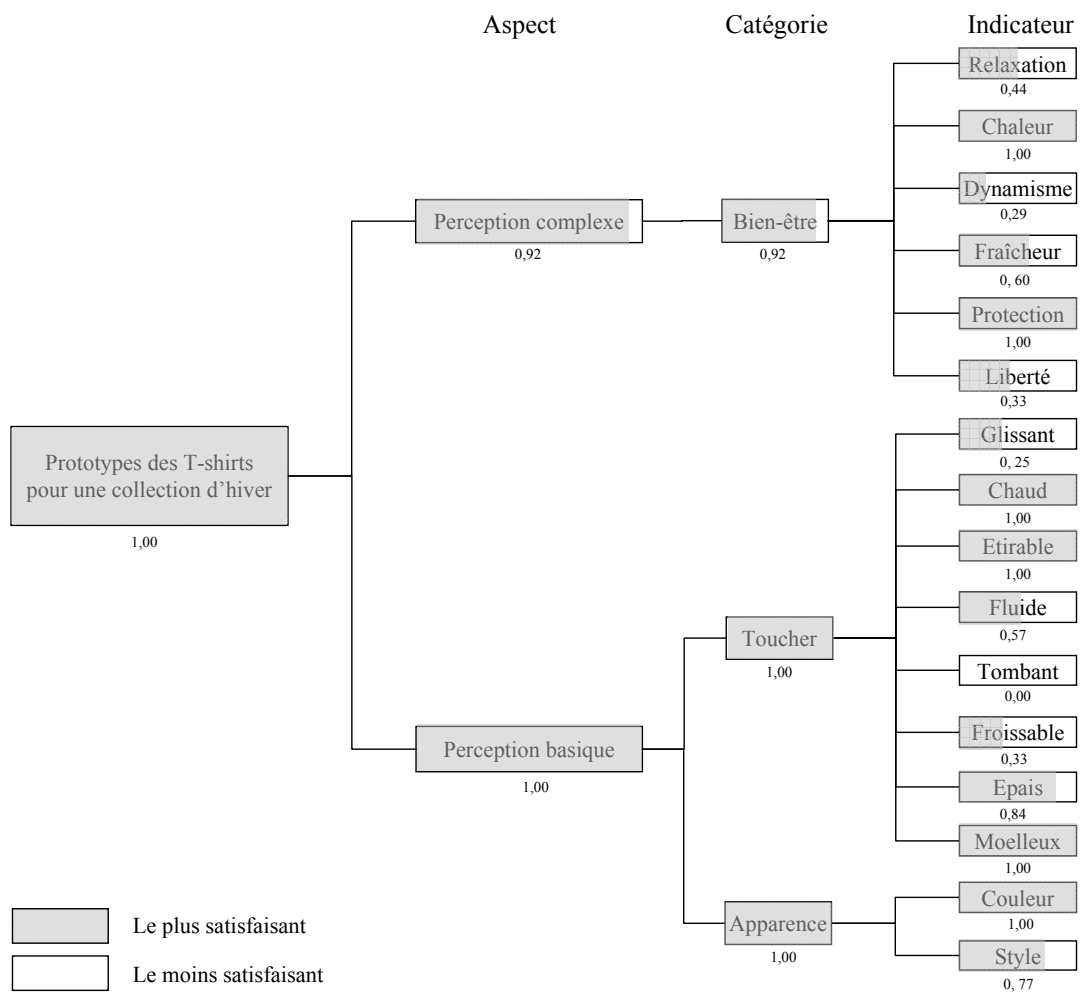 Aspect
Catégorie
Indicateur
Relaxation
0,44
Chaleur
1,00
Dynamisme
0,29
Perception complexe
0,92
Bien-être
0,92
Fraîcheur
0, 60
Protection
1,00
Liberté
0,33
Prototypes des T-shirts
pour une collection d’hiver
1,00
Glissant
0, 25
Chaud
1,00
Etirable
1,00
Fluide
0,57
Toucher
1,00
Tombant
0,00
Froissable
0,33
Perception basique
1,00
Epais
0,84
Moelleux
1,00
Couleur
1,00
Apparence
1,00
Style
0, 77
Le plus satisfaisant
Le moins satisfaisant